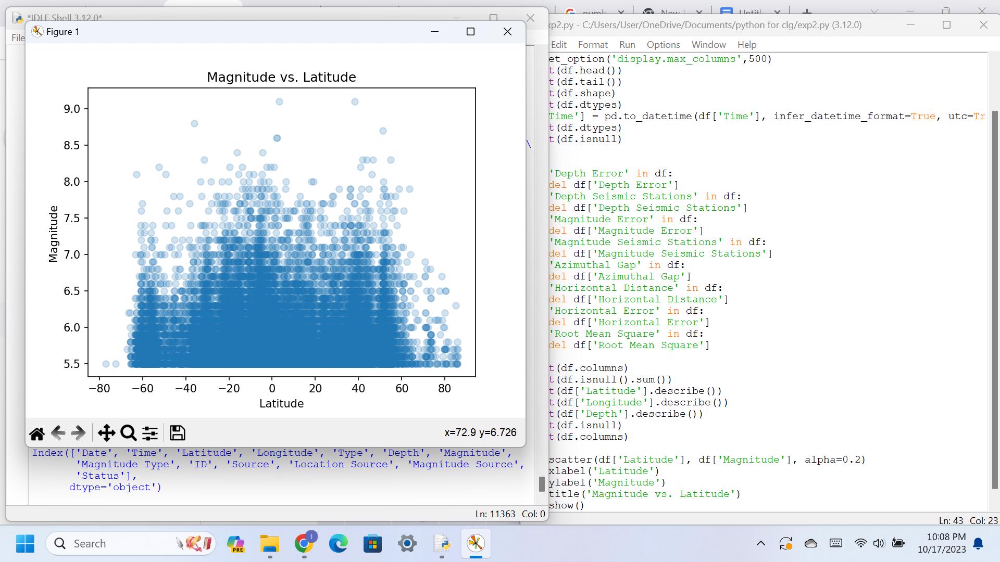 *IDLE Shell 3.12.0*
File
Figure 1
Magnitude vs. Latitude
9.0
8.5
8.0
7.5
7.0
6.5
6.0
5.5
Magnitude
−80 −60 −40 −20 0 20 40 60 80
Latitude
x=72.9 y=6.726
\
Index(['Date', 'Time', 'Latitude', 'Longitude', 'Type', 'Depth', 'Magnitude',
'Magnitude Type', 'ID', 'Source', 'Location Source', 'Magnitude Source',
'Status'],
dtype='object')
Ln: 11363 Col: 0
xp2.py - C:/Users/User/OneDrive/Documents/python for clg/exp2.py (3.12.0)
Edit Format Run Options Window Help
et_option('display.max_columns',500)
t(df.head())
t(df.tail())
t(df.shape)
t(df.dtypes)
Time'] = pd.to_datetime(df['Time'], infer_datetime_format=True, utc=Tr
t(df.dtypes)
t(df.isnull)
'Depth Error' in df:
del df['Depth Error']
'Depth Seismic Stations' in df:
del df['Depth Seismic Stations']
'Magnitude Error' in df:
del df['Magnitude Error']
'Magnitude Seismic Stations' in df:
del df['Magnitude Seismic Stations']
'Azimuthal Gap' in df:
del df['Azimuthal Gap']
'Horizontal Distance' in df:
del df['Horizontal Distance']
'Horizontal Error' in df:
del df['Horizontal Error']
'Root Mean Square' in df:
del df['Root Mean Square']
t(df.columns)
t(df.isnull().sum())
t(df['Latitude'].describe())
t(df['Longitude'].describe())
t(df['Depth'].describe())
t(df.isnull)
t(df.columns)
scatter(df['Latitude'], df['Magnitude'], alpha=0.2)
xlabel('Latitude')
ylabel('Magnitude')
title('Magnitude vs. Latitude')
show()
Ln: 43 Col: 23
Search
PRE
10:08 PM
10/17/2023